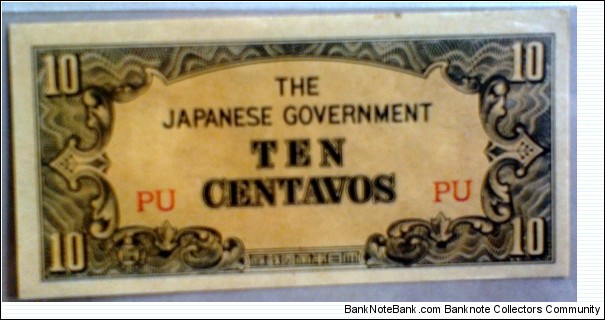 10 10
THE
JAPANESE GOVERNMENT
TEN
PU CENTAVOS PU
10 10
BankNoteBank.com Banknote Collectors Community